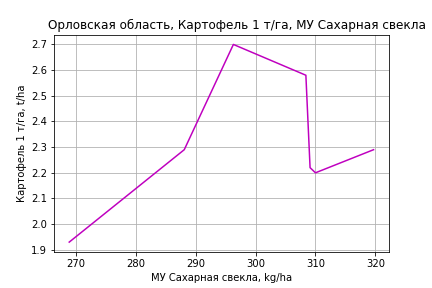 Орловская область, Картофель 1 т/га, МУ Сахарная свекла
2.7
2.6
2.5
2.4
2.3
2.2
2.1
2.0
1.9
Картофель 1 т/га, t/ha
270 280 290 300 310 320
МУ Сахарная свекла, kg/ha